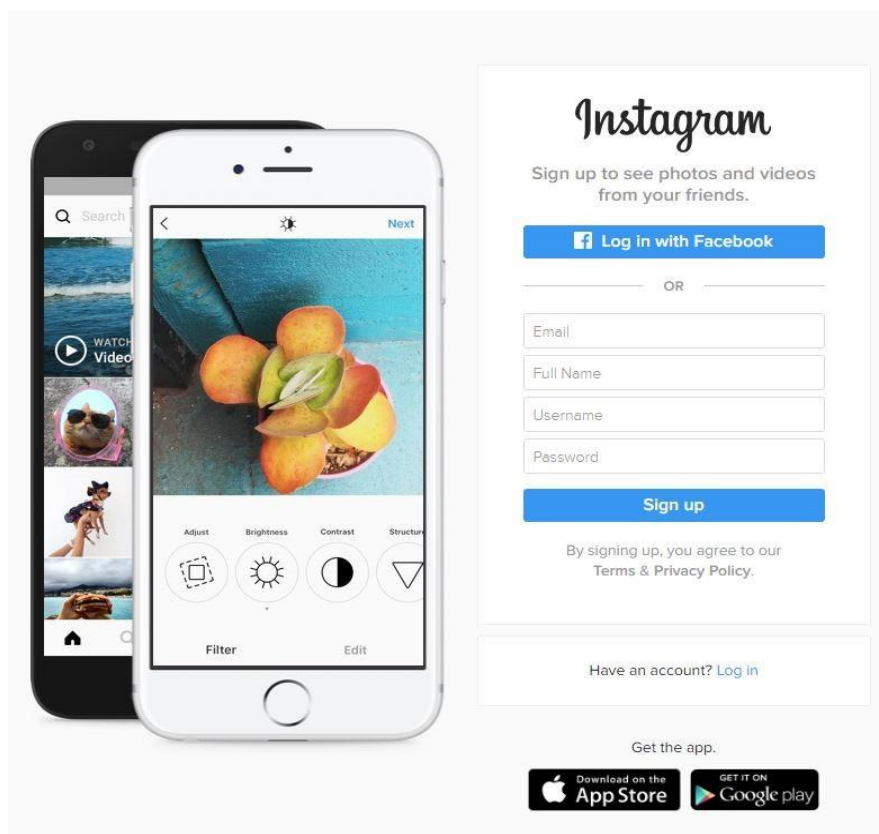 Search
WATCH
Video
Next
Adjust
Brightness
Contrast
Structure
Filter
Edit
Instagram
Sign up to see photos and videos
from your friends.
Log in with Facebook
OR
Email
Full Name
Username
Password
Sign up
By signing up, you agree to our
Terms & Privacy Policy.
Have an account? Log in
Get the app.
Download on the
App Store
GET IT ON
Google play